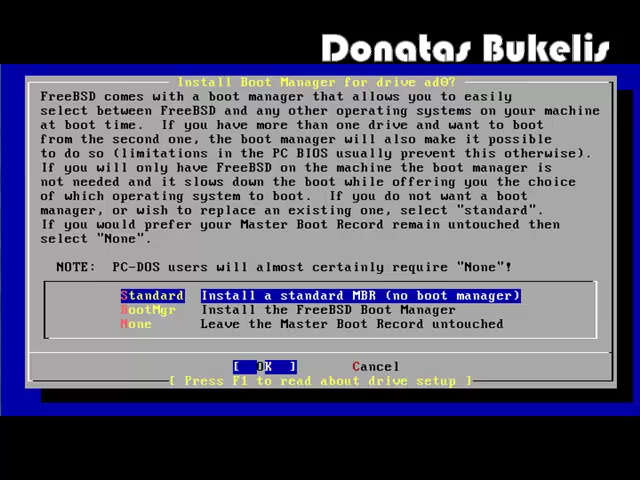 Donatas Bukelis
Install Boot Manager for drive ad0?
FreeBSD comes with a boot manager that allows you to easily
select between FreeBSD and any other operating systems on your machine
at boot time.  If you have more than one drive and want to boot
from the second one, the boot manager will also make it possible
to do so (limitations in the PC BIOS usually prevent this otherwise).
If you will only have FreeBSD on the machine the boot manager is
not needed and it slows down the boot while offering you the choice
of which operating system to boot.  If you do not want a boot
manager, or wish to replace an existing one, select "standard".
If you would prefer your Master Boot Record remain untouched then
select "None".
NOTE:  PC-DOS users will almost certainly require "None"!
Standard  Install a standard MBR (no boot manager)
BootMgr  Install the FreeBSD Boot Manager
None  Leave the Master Boot Record untouched
[  OK  ]  Cancel
[ Press F1 to read about drive setup ]